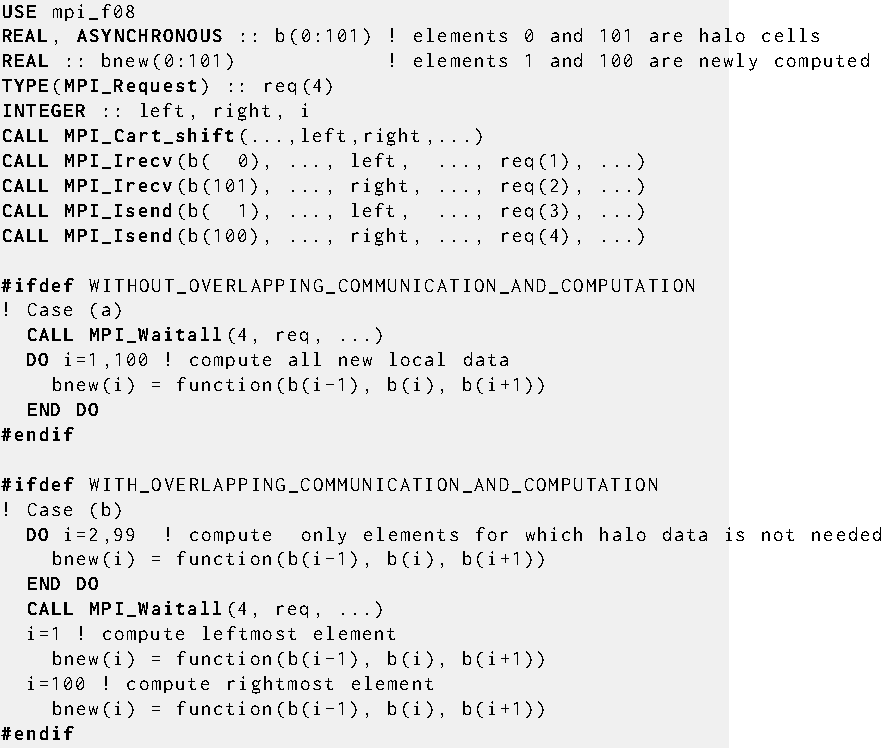 USE mpi_f08
REAL, ASYNCHRONOUS :: b(0:101) ! elements 0 and 101 are halo cells
REAL :: bnew(0:101)            ! elements 1 and 100 are newly computed
TYPE(MPI_Request) :: req(4)
INTEGER :: left, right, i
CALL MPI_Cart_shift(...,left,right,...)
CALL MPI_Irecv(b(  0), ..., left,  ..., req(1), ...)
CALL MPI_Irecv(b(101), ..., right, ..., req(2), ...)
CALL MPI_Isend(b(  1), ..., left,  ..., req(3), ...)
CALL MPI_Isend(b(100), ..., right, ..., req(4), ...)

#ifdef WITHOUT_OVERLAPPING_COMMUNICATION_AND_COMPUTATION
! Case (a)
  CALL MPI_Waitall(4, req, ...)
  DO i=1,100 ! compute all new local data
    bnew(i) = function(b(i-1), b(i), b(i+1))
  END DO
#endif

#ifdef WITH_OVERLAPPING_COMMUNICATION_AND_COMPUTATION
! Case (b)
  DO i=2,99  ! compute  only elements for which halo data is not needed
    bnew(i) = function(b(i-1), b(i), b(i+1))
  END DO
  CALL MPI_Waitall(4, req, ...)
  i=1 ! compute leftmost element
    bnew(i) = function(b(i-1), b(i), b(i+1))
  i=100 ! compute rightmost element
    bnew(i) = function(b(i-1), b(i), b(i+1))
#endif